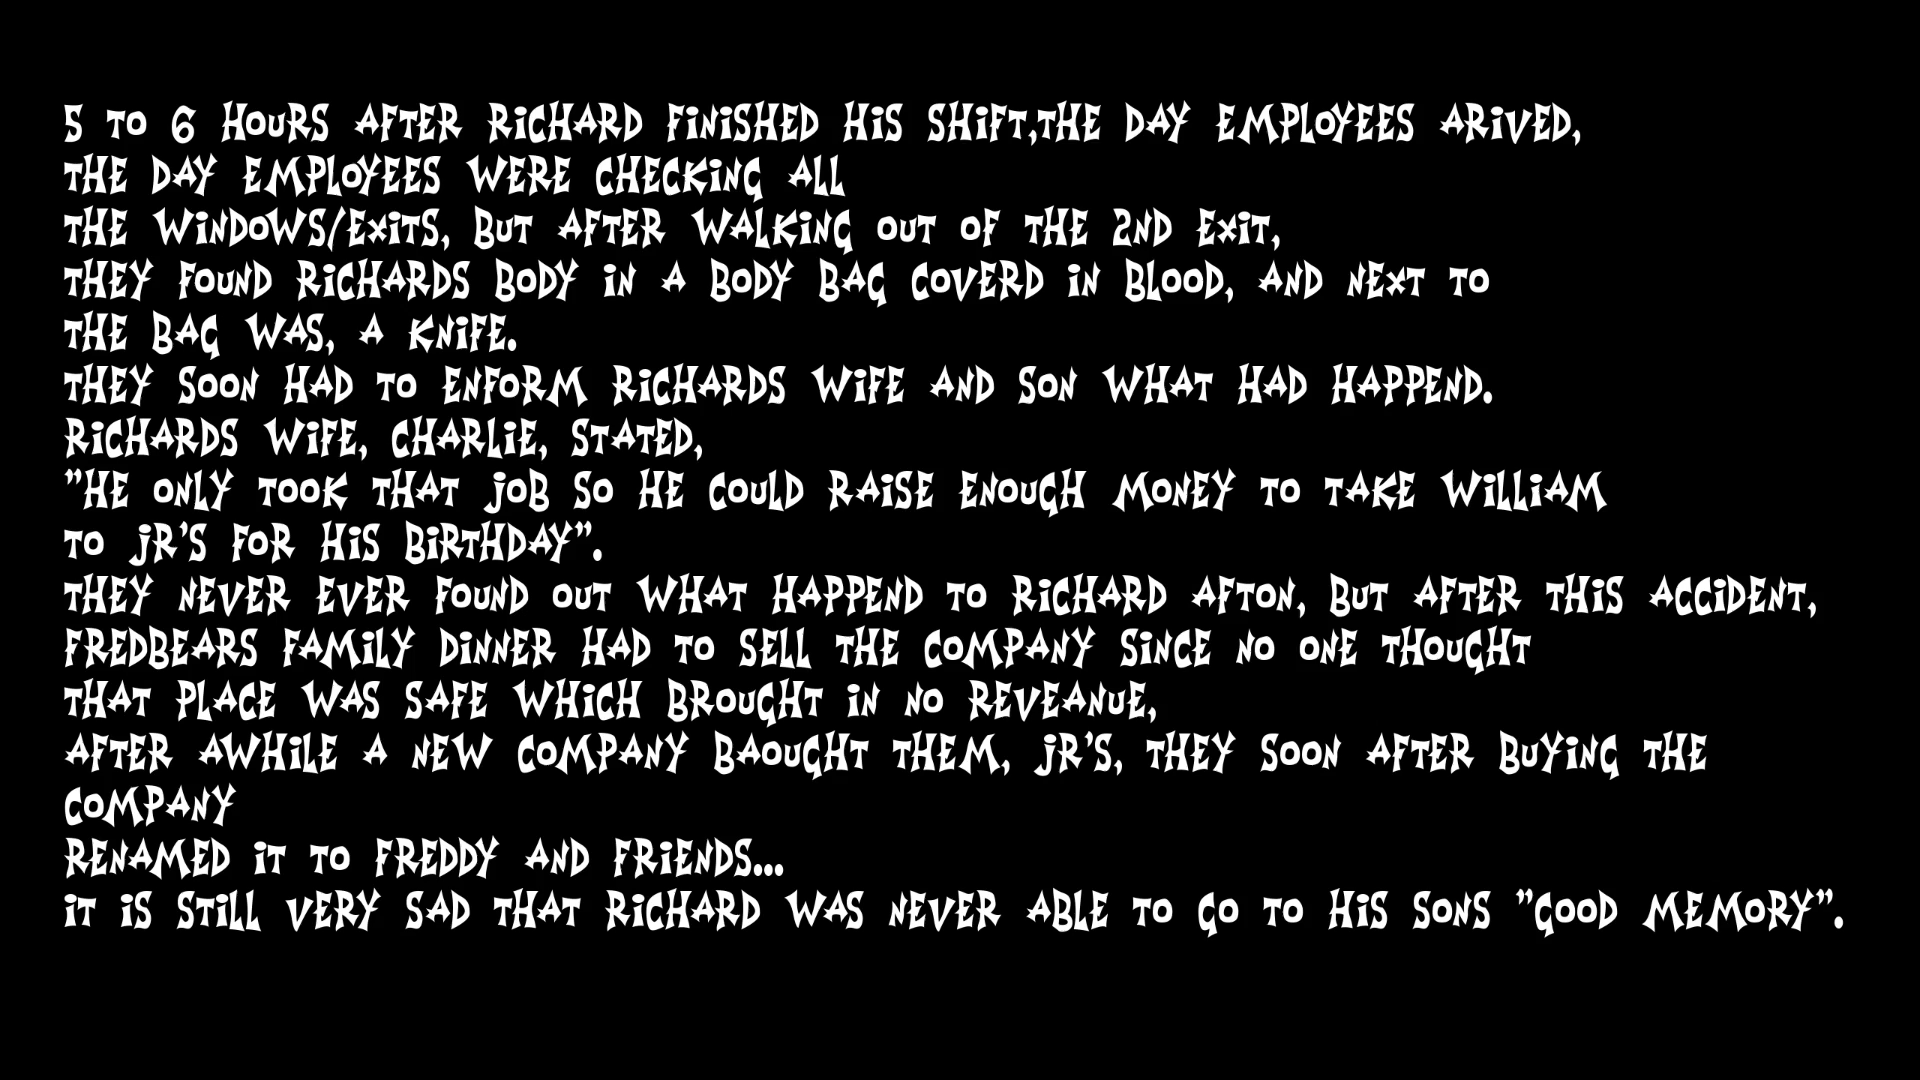 5 TO 6 HOURS AFTER RiCHARD FiNiSHED HiS SHiFT,THE DAY EMPLOYEES ARiVED,
THE DAY EMPLOYEES WERE CHECKiNG ALL
THE WiNDOWS/EXiTS, BUT AFTER WALKiNG OUT OF THE 2ND EXiT,
THEY FOUND RiCHARDS BODY iN A BODY BAG COVERD iN BLOOD, AND NEXT TO
THE BAG WAS, A KNiFE.
THEY SOON HAD TO ENFORM RiCHARDS WiFE AND SON WHAT HAD HAPPEND.
RiCHARDS WiFE, CHARLiE, STATED,
"HE ONLY TOOK THAT jOB SO HE COULD RAiSE ENOUGH MONEY TO TAKE WiLLiAM
TO jR'S FOR HiS BiRTHDAY".
THEY NEVER EVER FOUND OUT WHAT HAPPEND TO RiCHARD AFTON, BUT AFTER THiS ACCiDENT,
FREDBEARS FAMiLY DiNNER HAD TO SELL THE COMPANY SiNCE NO ONE THOUGHT
THAT PLACE WAS SAFE WHiCH BROUGHT iN NO REVEANUE,
AFTER AWHiLE A NEW COMPANY BAOUGHT THEM, jR'S, THEY SOON AFTER BUYiNG THE
COMPANY
RENAMED iT TO FREDDY AND FRiENDS...
iT iS STiLL VERY SAD THAT RiCHARD WAS NEVER ABLE TO GO TO HiS SONS "GOOD MEMORY".